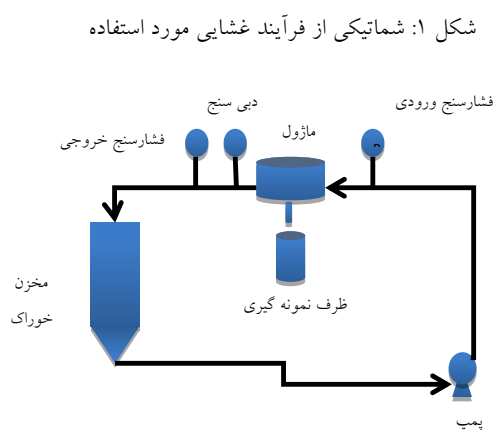 شکل ۱: شماتیکی از فرآیند غشایی مورد استفاده
فشارسنج ورودی
دبی سنج
ماژول
فشارسنج خروجی
ظرف نمونه گیری
مخزن
خوراک
پمپ